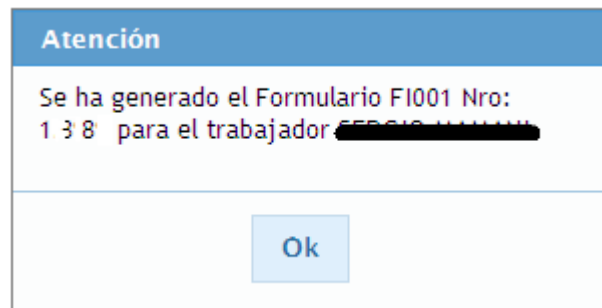 Atención
Se ha generado el Formulario FI001 Nro:
1 3 8 para el trabajador
Ok